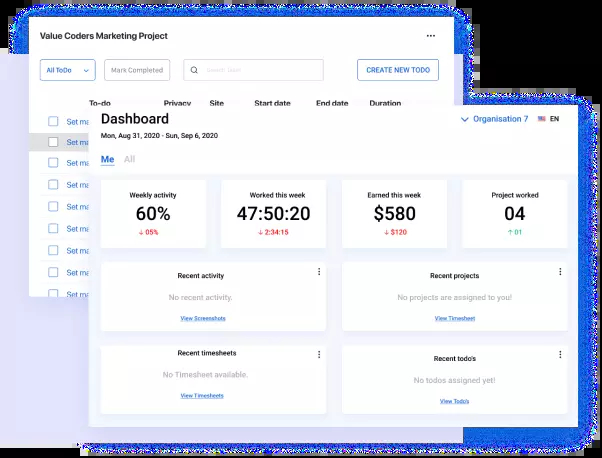 Value Coders Marketing Project
All ToDo
Mark Completed
CREATE NEW TODO
To-do Privacy Site Start date End date Duration
Set ma
Set ma
Set ma
Set ma
Set ma
Set ma
Set ma
Set ma
Dashboard
Mon, Aug 31, 2020 - Sun, Sep 6, 2020
Organisation 7
EN
Me All
Weekly activity
60%
↓ 05%
Worked this week
47:50:20
↓ 2:34:15
Earned this week
$580
↓ $120
Project worked
04
↑ 01
Recent activity
No recent activity.
View Screenshots
Recent projects
No projects are assigned to you!
View Timesheet
Recent timesheets
No Timesheet available.
View Timesheets
Recent todo's
No todos assigned yet!
View Todo's